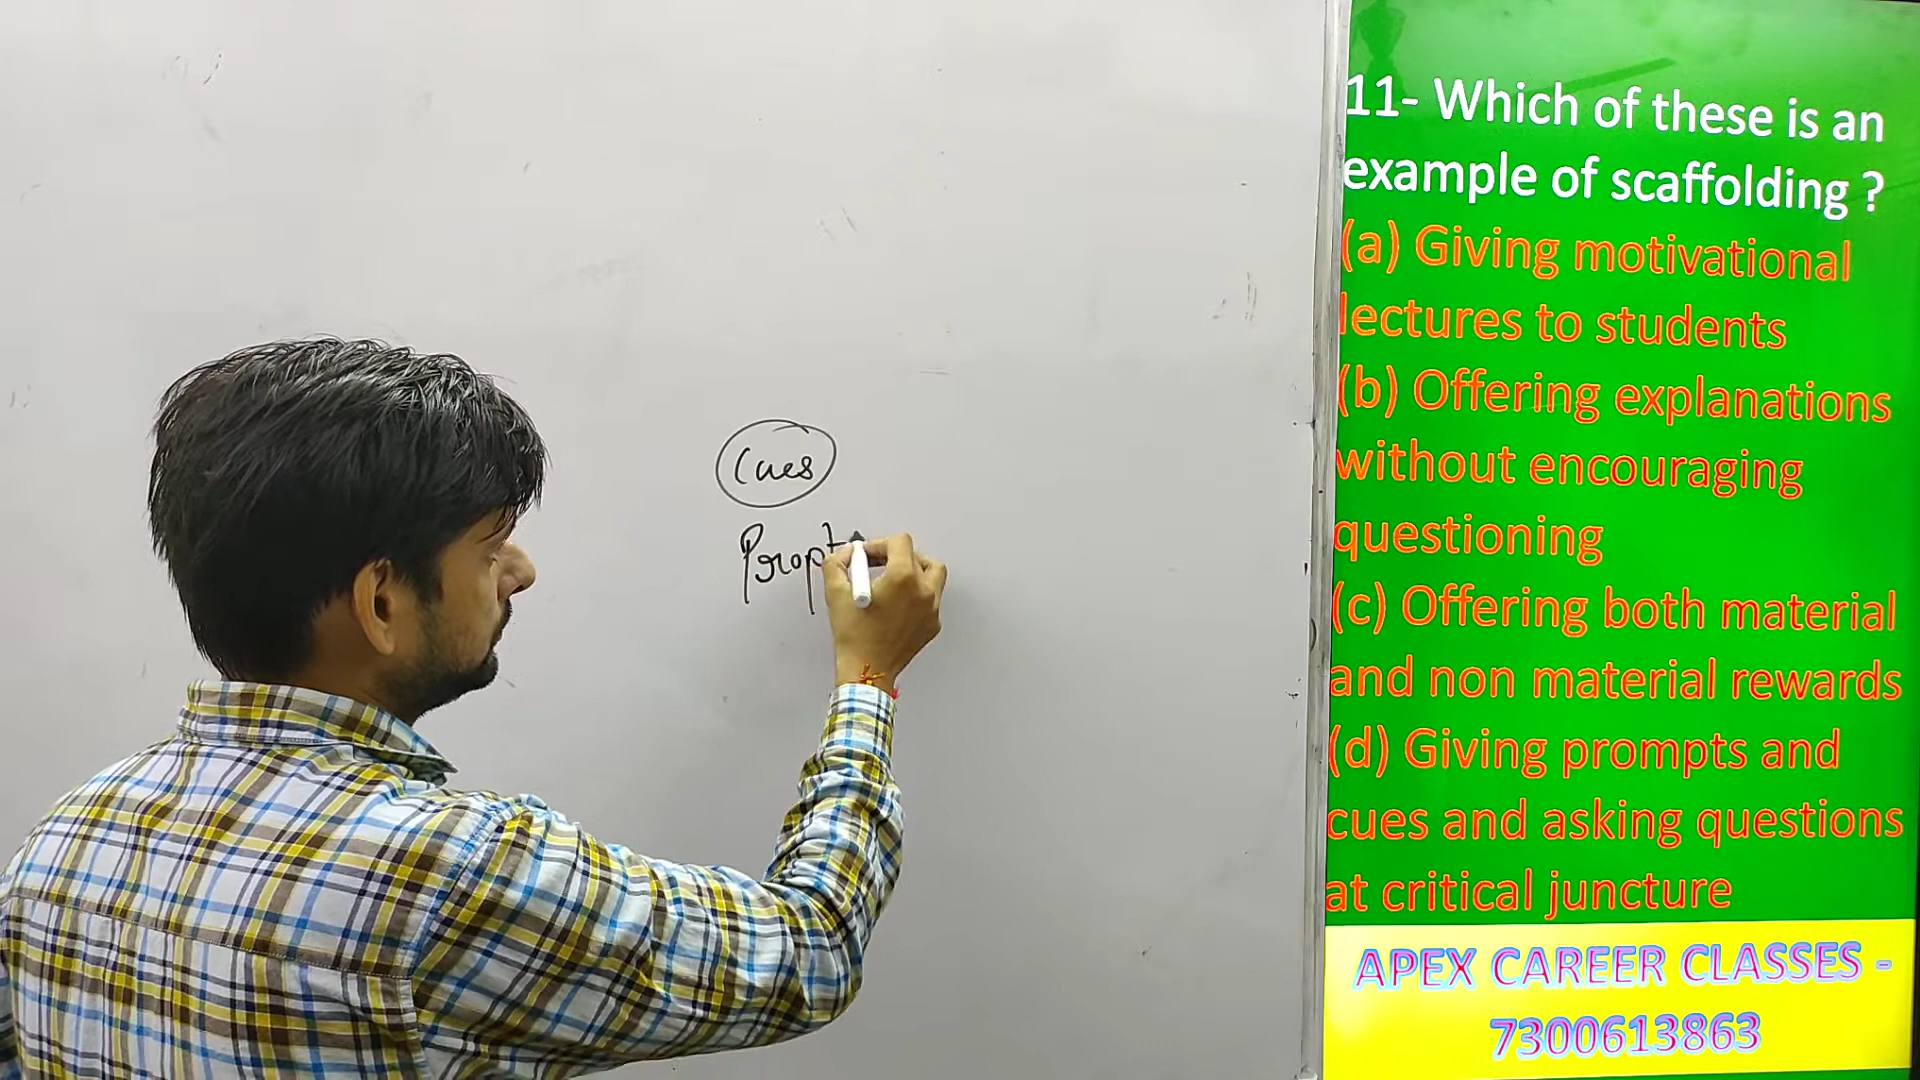 Cues
Propt
11- Which of these is an
example of scaffolding ?
(a) Giving motivational
lectures to students
(b) Offering explanations
without encouraging
questioning
(c) Offering both material
and non material rewards
(d) Giving prompts and
cues and asking questions
at critical juncture
APEX CAREER CLASSES -
7300613863